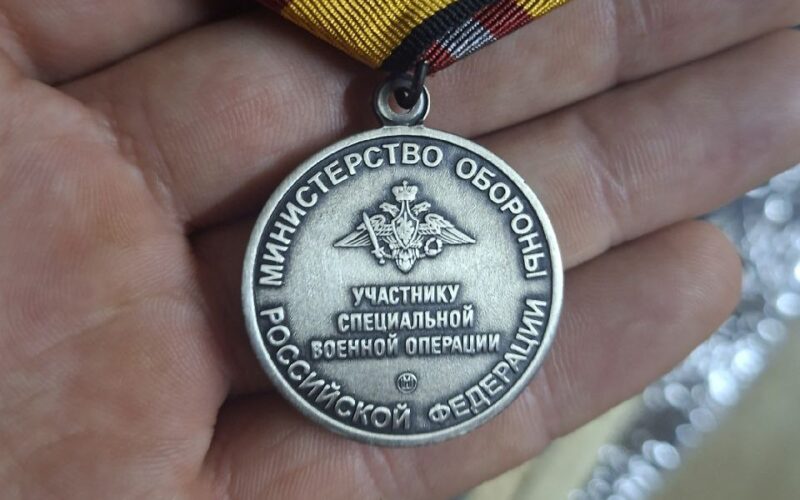 МИНИСТЕРСТВО ОБОРОНЫ
РОССИЙСКОЙ ФЕДЕРАЦИИ
УЧАСТНИКУ
СПЕЦИАЛЬНОЙ
ВОЕННОЙ ОПЕРАЦИИ